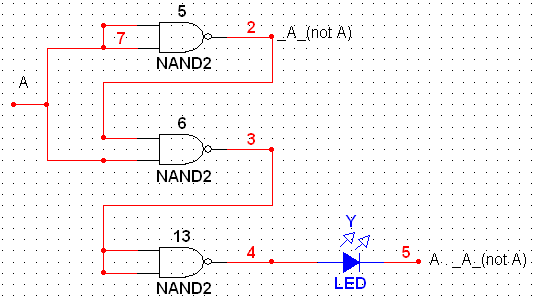 5
7
2
_A_(not A)
NAND2
A
6
3
NAND2
13
4
Y
5
A . _A_(not A)
LED
NAND2